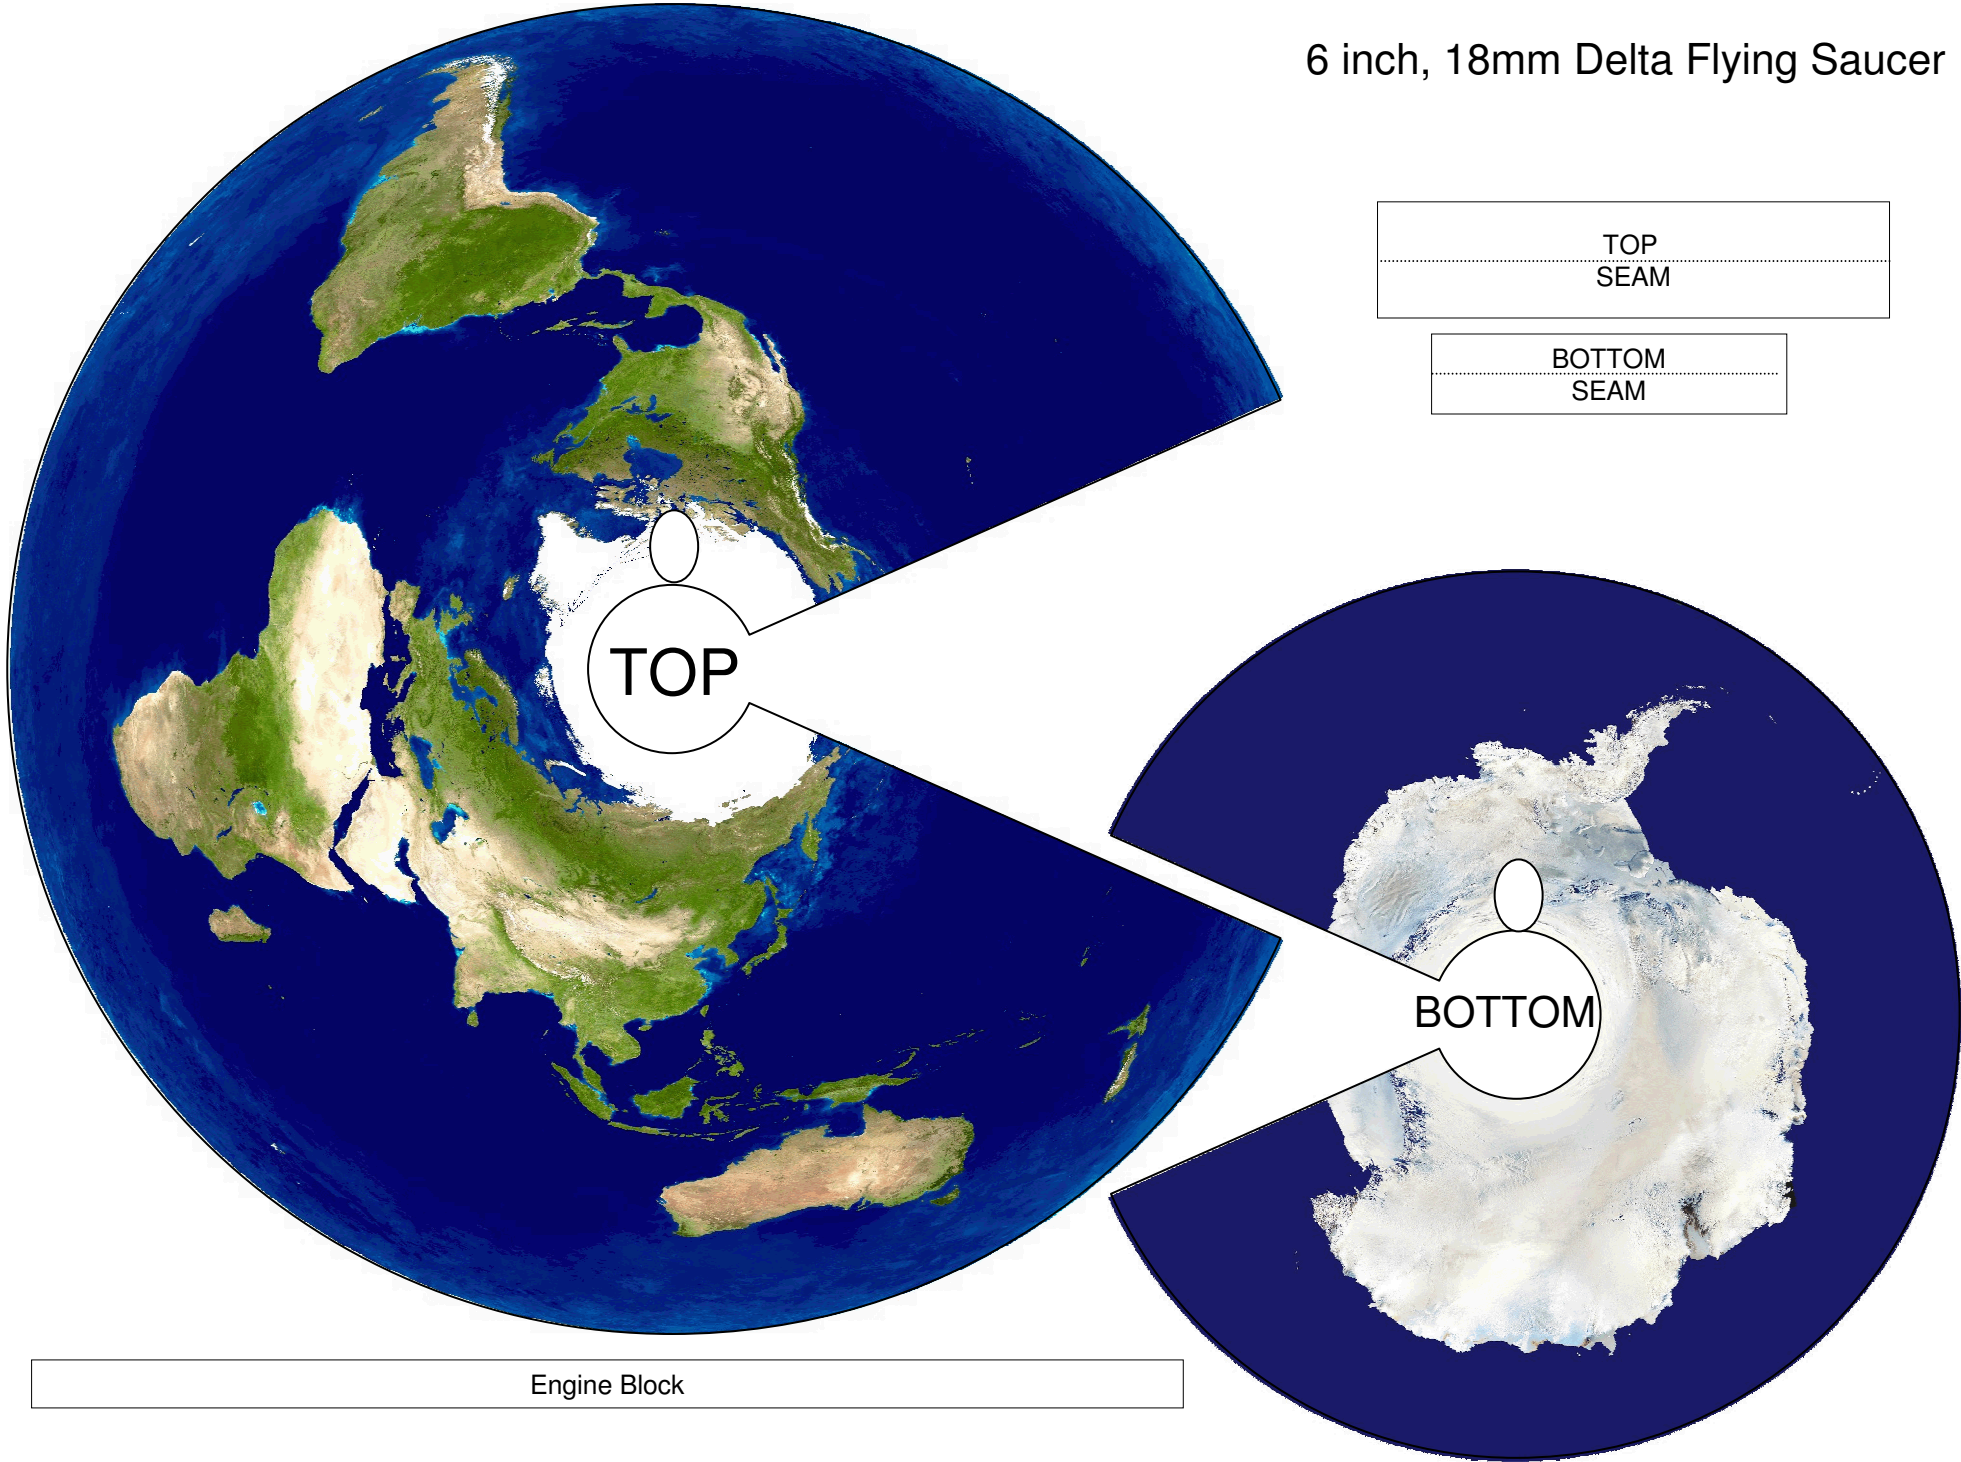 6 inch, 18mm Delta Flying Saucer
TOP
SEAM
BOTTOM
SEAM
TOP
BOTTOM
Engine Block